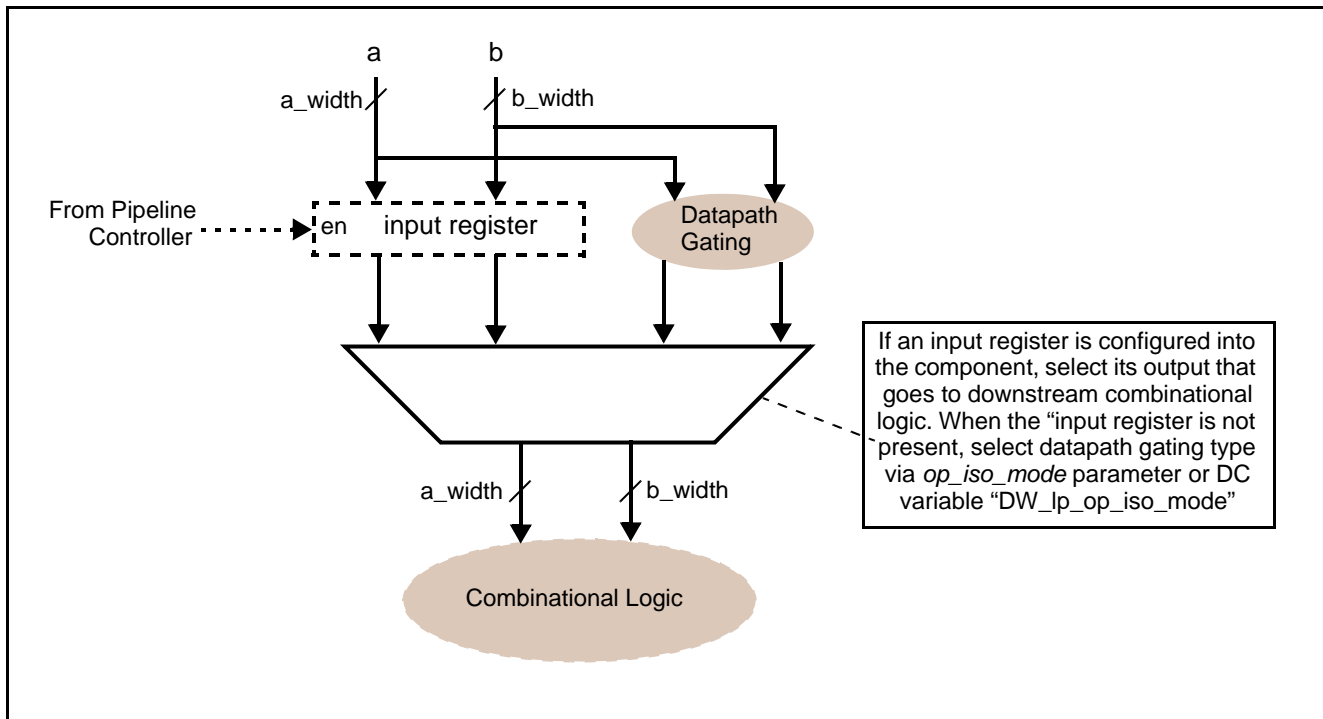 a
b
a_width
b_width
From Pipeline
Controller
en
input register
Datapath
Gating
If an input register is configured into
the component, select its output that
goes to downstream combinational
logic. When the “input register is not
present, select datapath gating type
via op_iso_mode parameter or DC
variable “DW_lp_op_iso_mode”
a_width
b_width
Combinational Logic